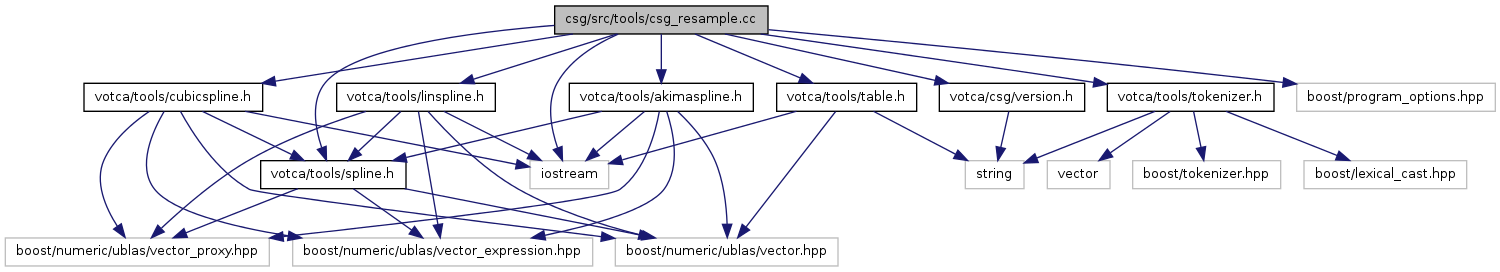 csg/src/tools/csg_resample.cc
votca/tools/cubicspline.h
votca/tools/linspline.h
votca/tools/akimaspline.h
votca/tools/table.h
votca/csg/version.h
votca/tools/tokenizer.h
boost/program_options.hpp
votca/tools/spline.h
iostream
string
vector
boost/tokenizer.hpp
boost/lexical_cast.hpp
boost/numeric/ublas/vector_proxy.hpp
boost/numeric/ublas/vector_expression.hpp
boost/numeric/ublas/vector.hpp